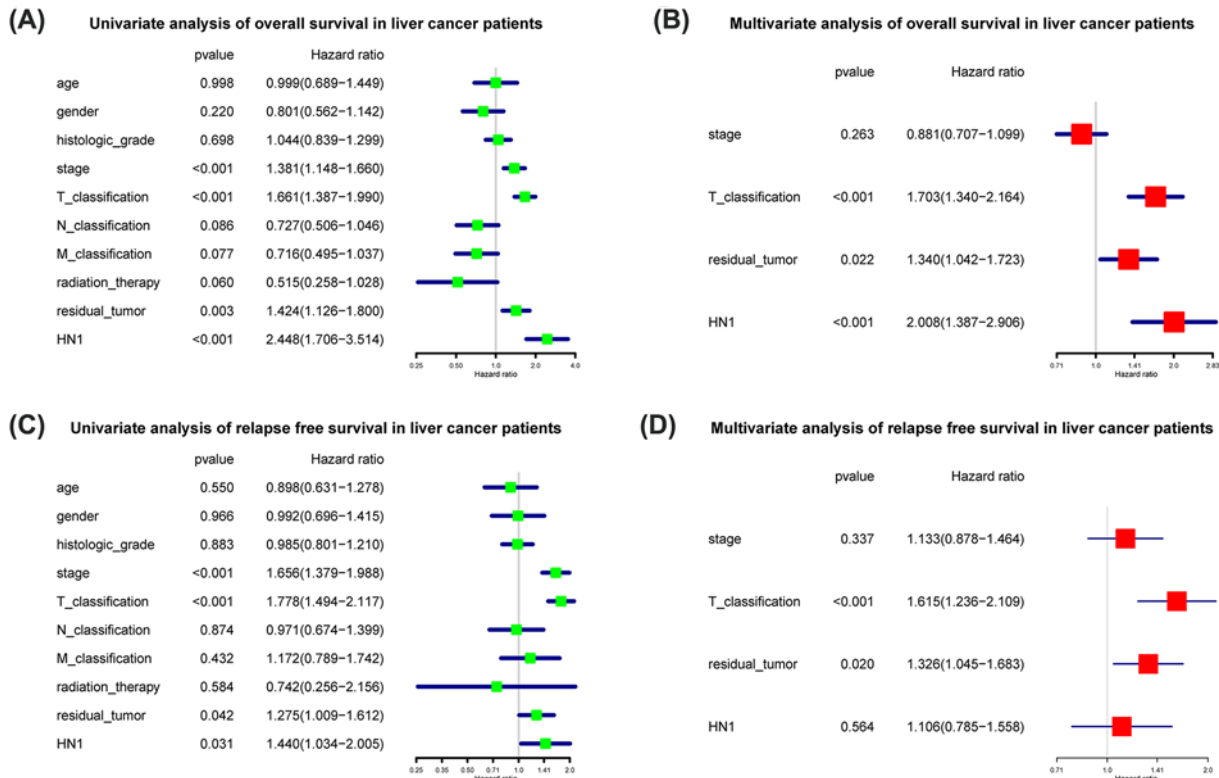 (A) Univariate analysis of overall survival in liver cancer patients
pvalue Hazard ratio
age 0.998 0.999(0.689−1.449)
gender 0.220 0.801(0.562−1.142)
histologic_grade 0.698 1.044(0.839−1.299)
stage <0.001 1.381(1.148−1.660)
T_classification <0.001 1.661(1.387−1.990)
N_classification 0.086 0.727(0.506−1.046)
M_classification 0.077 0.716(0.495−1.037)
radiation_therapy 0.060 0.515(0.258−1.028)
residual_tumor 0.003 1.424(1.126−1.800)
HN1 <0.001 2.448(1.706−3.514)
0.25 0.50 1.0 2.0 4.0
Hazard ratio
(B) Multivariate analysis of overall survival in liver cancer patients
pvalue Hazard ratio
stage 0.263 0.881(0.707−1.099)
T_classification <0.001 1.703(1.340−2.164)
residual_tumor 0.022 1.340(1.042−1.723)
HN1 <0.001 2.008(1.387−2.906)
0.71 1.0 1.41 2.0 2.83
Hazard ratio
(C) Univariate analysis of relapse free survival in liver cancer patients
pvalue Hazard ratio
age 0.550 0.898(0.631−1.278)
gender 0.966 0.992(0.696−1.415)
histologic_grade 0.883 0.985(0.801−1.210)
stage <0.001 1.656(1.379−1.988)
T_classification <0.001 1.778(1.494−2.117)
N_classification 0.874 0.971(0.674−1.399)
M_classification 0.432 1.172(0.789−1.742)
radiation_therapy 0.584 0.742(0.256−2.156)
residual_tumor 0.042 1.275(1.009−1.612)
HN1 0.031 1.440(1.034−2.005)
0.25 0.35 0.50 0.71 1.0 1.41 2.0
Hazard ratio
(D) Multivariate analysis of relapse free survival in liver cancer patients
pvalue Hazard ratio
stage 0.337 1.133(0.878−1.464)
T_classification <0.001 1.615(1.236−2.109)
residual_tumor 0.020 1.326(1.045−1.683)
HN1 0.564 1.106(0.785−1.558)
0.71 1.0 1.41 2.0
Hazard ratio